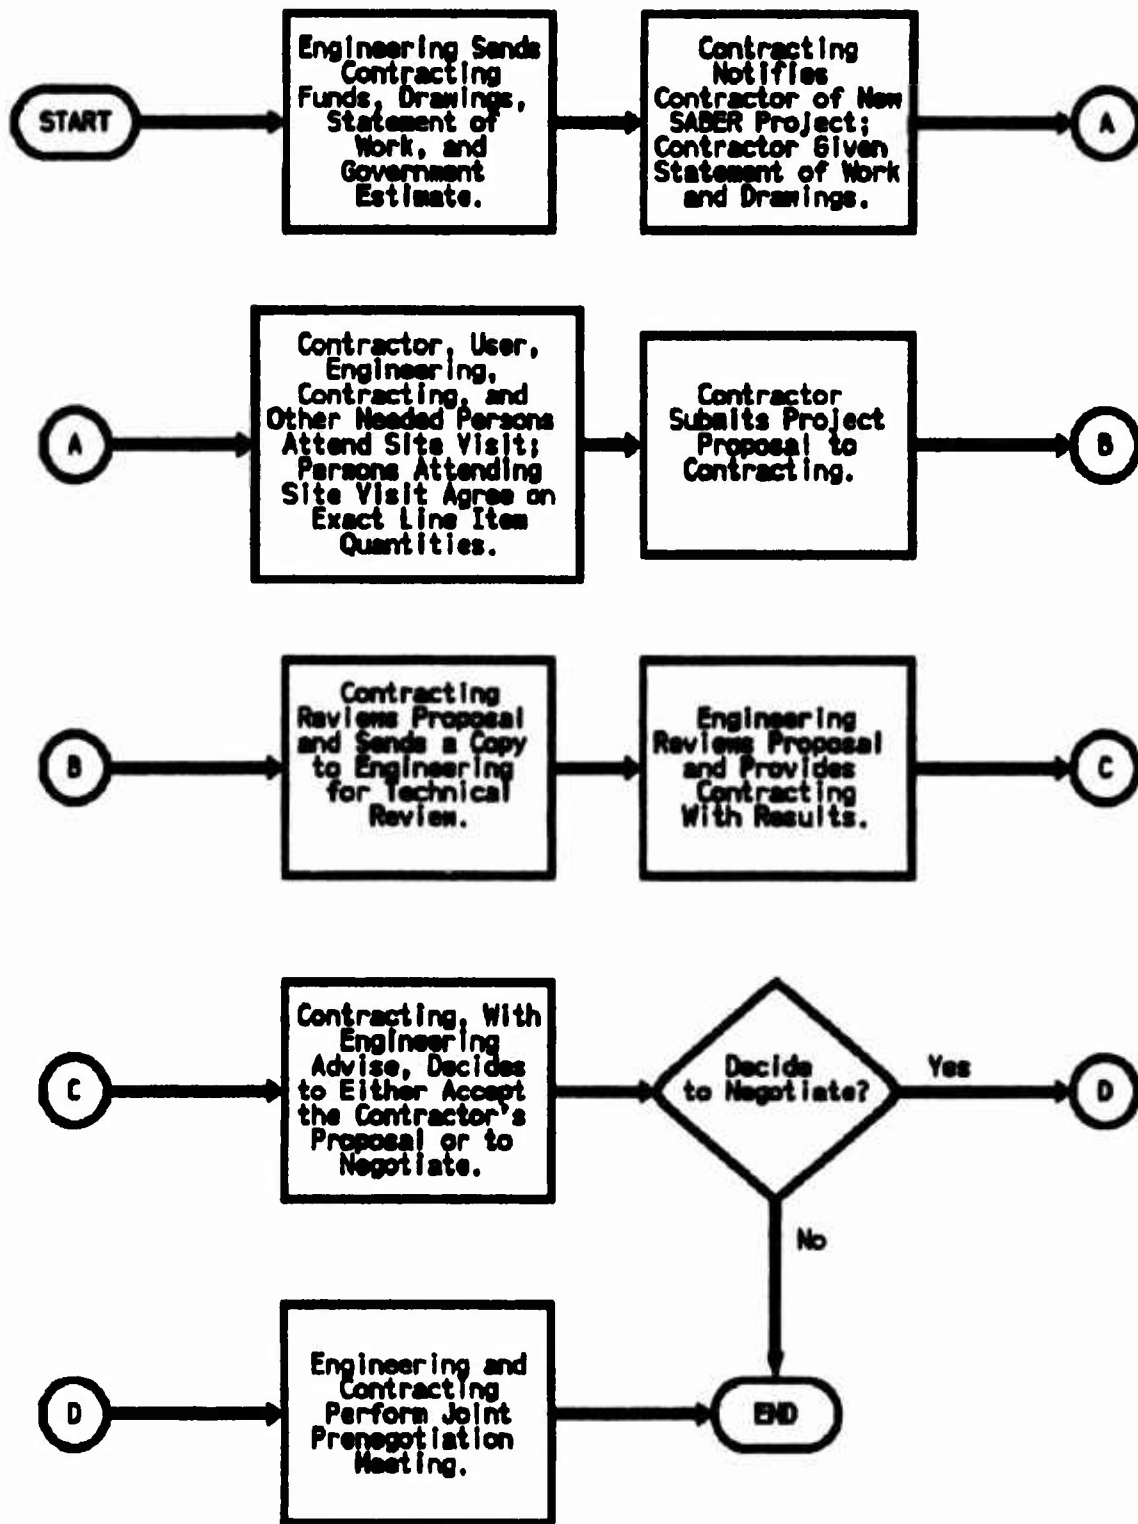 START
Engineering Sends
Contracting
Funds, Drawings,
Statement of
Work, and
Government
Estimate.
Contracting
Notifies
Contractor of New
SABER Project;
Contractor Given
Statement of Work
and Drawings.
A
A
Contractor, User,
Engineering,
Contracting, and
Other Needed Persons
Attend Site Visit;
Persons Attending
Site Visit Agree on
Exact Line Item
Quantities.
Contractor
Submits Project
Proposal to
Contracting.
B
B
Contracting
Reviews Proposal
and Sends a Copy
to Engineering
for Technical
Review.
Engineering
Reviews Proposal
and Provides
Contracting
With Results.
C
C
Contracting, With
Engineering
Advise, Decides
to Either Accept
the Contractor's
Proposal or to
Negotiate.
Decide
to Negotiate?
Yes
D
No
D
Engineering and
Contracting
Perform Joint
Prenegotiation
Meeting.
END